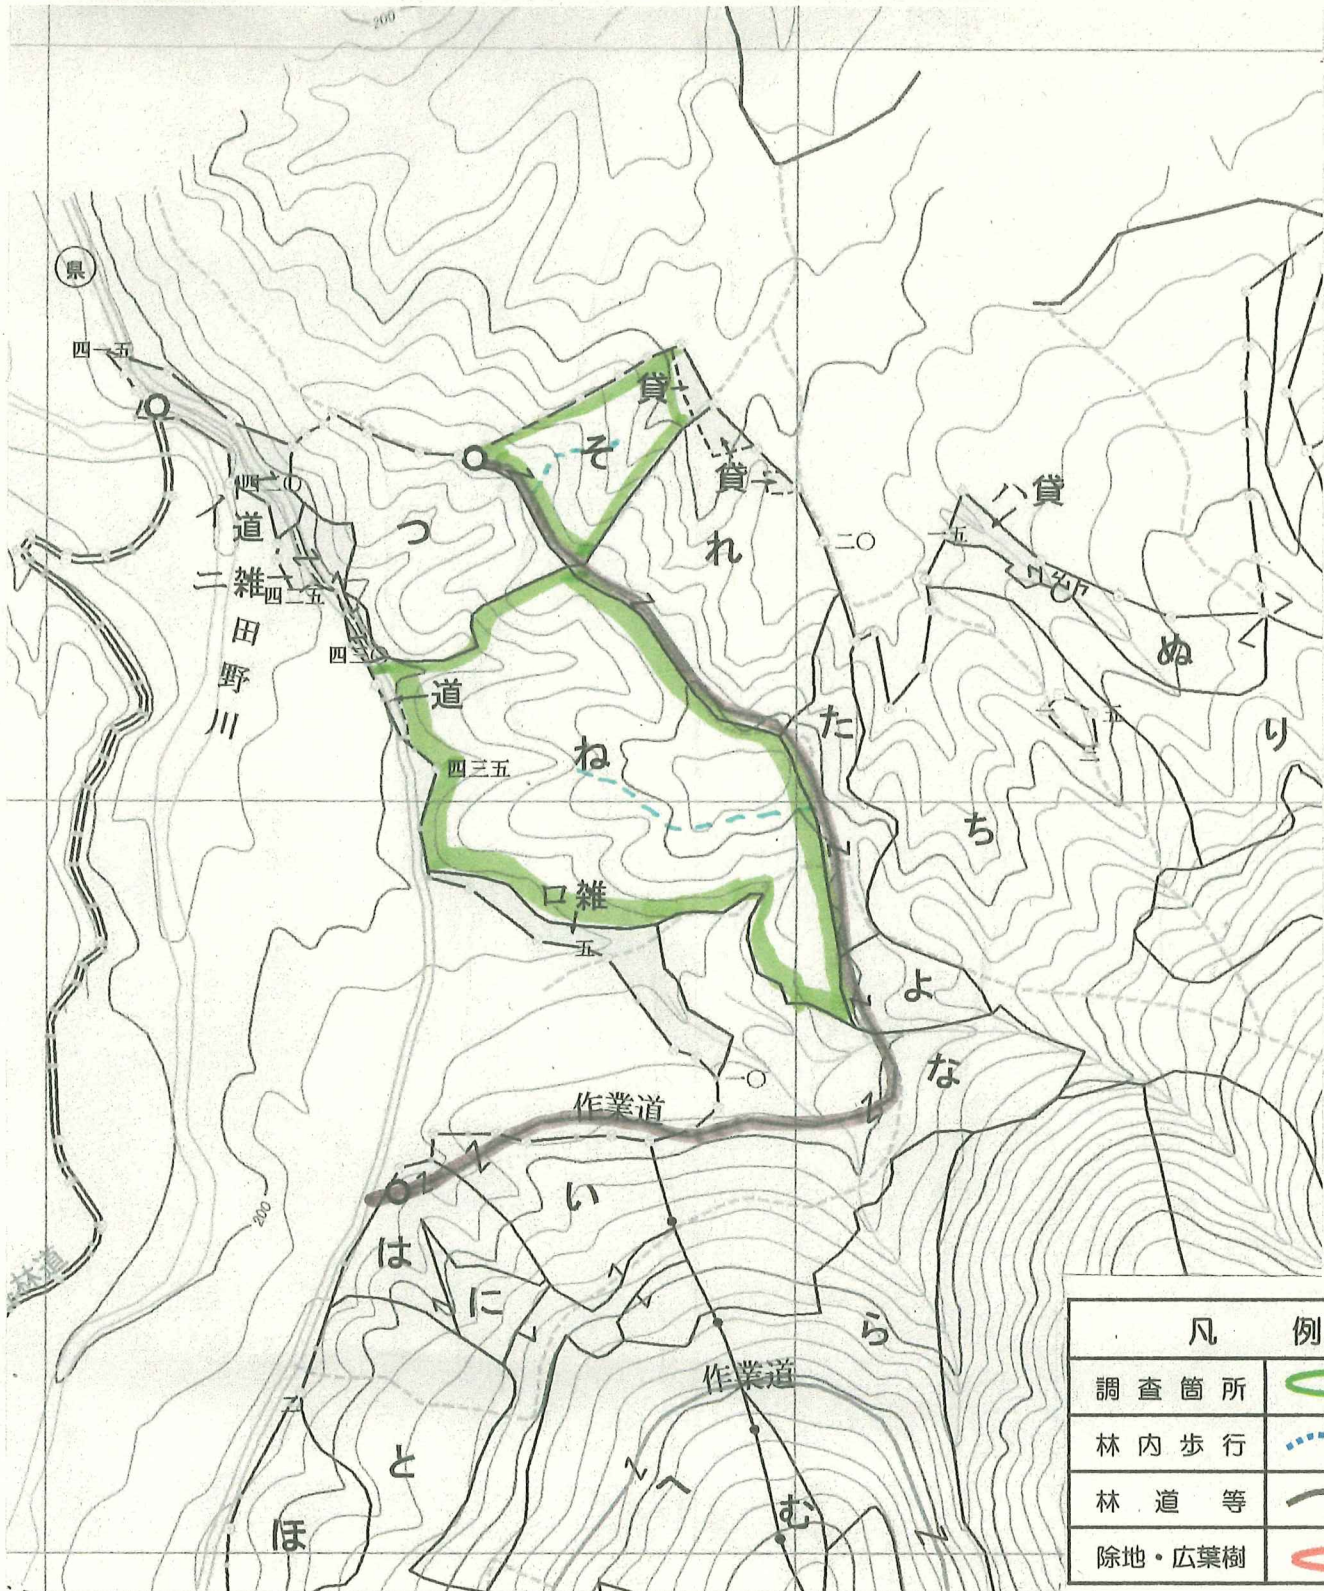 200
県
四一五
貸
そ
貸
ハ貸
四二〇
イ道
つ
れ
二〇
一五
ニ雑
四二五
田野川
四三〇
ぬ
道
た
五
り
ね
三
四三五
ち
ロ雑
五
よ
な
一〇
作業道
い
200
は
林道
に
ら
作業道
二
と
へ
む
ほ
凡例
調査箇所
林内歩行
林道等
除地・広葉樹